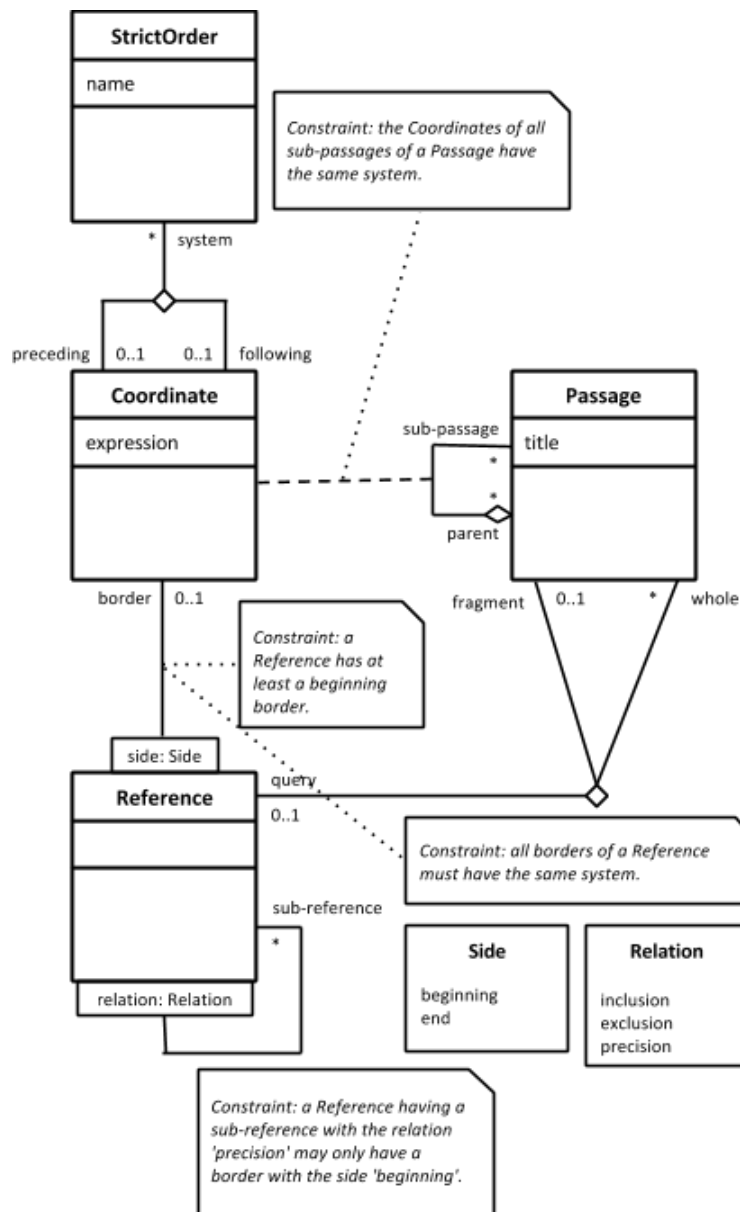 StrictOrder
name
Constraint: the Coordinates of all
sub-passages of a Passage have
the same system.
* system
preceding 0..1 0..1 following
Coordinate
expression
Passage
title
sub-passage
*
*
parent
border 0..1
fragment 0..1 * whole
Constraint: a
Reference has at
least a beginning
border.
side: Side
Reference
query
0..1
Constraint: all borders of a Reference
must have the same system.
sub-reference
*
relation: Relation
Side
beginning
end
Relation
inclusion
exclusion
precision
Constraint: a Reference having a
sub-reference with the relation
'precision' may only have a
border with the side 'beginning'.